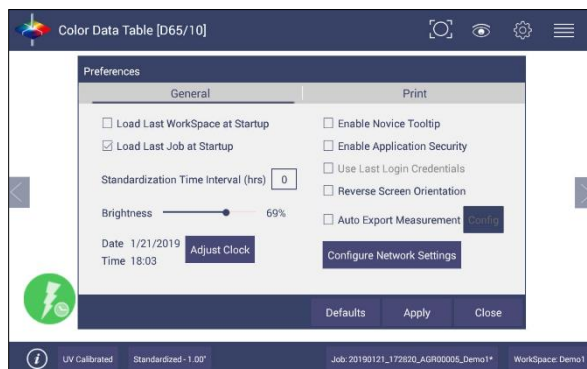 Color Data Table [D65/10]
Preferences
General
Print
Load Last WorkSpace at Startup
Load Last Job at Startup
Standardization Time Interval (hrs) 0
Brightness 69%
Date 1/21/2019
Time 18:03
Adjust Clock
Enable Novice Tooltip
Enable Application Security
Use Last Login Credentials
Reverse Screen Orientation
Auto Export Measurement Config
Configure Network Settings
Defaults Apply Close
UV Calibrated Standardized - 1.00" Job: 20190121_172820_AGR00005_Demo1* WorkSpace: Demo1